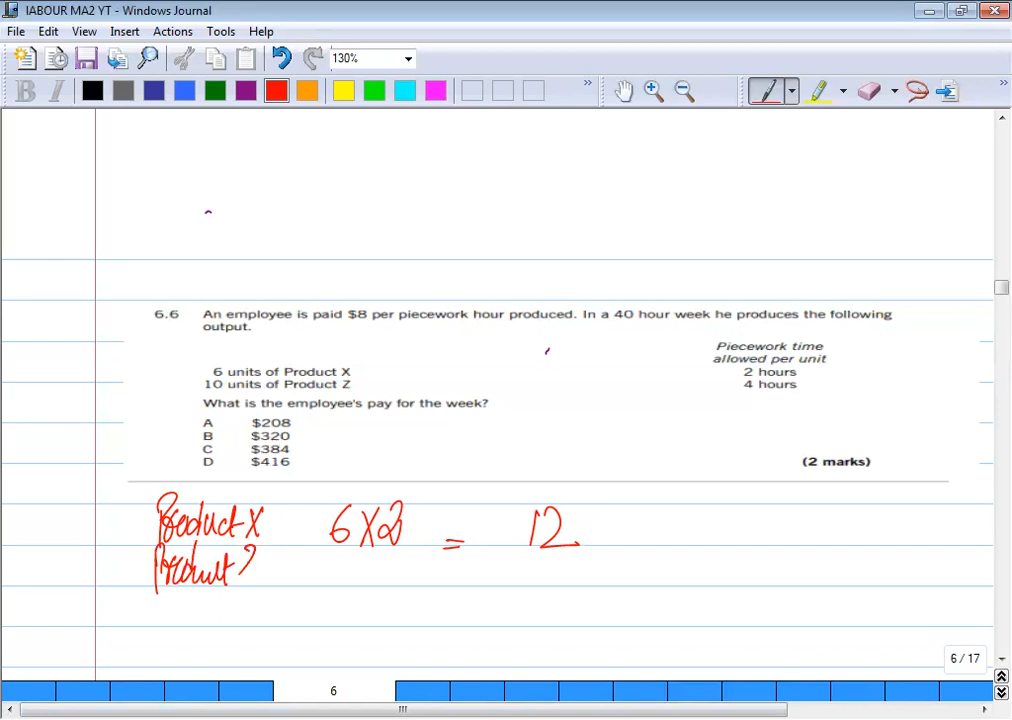 IABOUR MA2 YT - Windows Journal
File Edit View Insert Actions Tools Help
130%
B I
6.6 An employee is paid $8 per piecework hour produced. In a 40 hour week he produces the following
output.
Piecework time
allowed per unit
6 units of Product X 2 hours
10 units of Product Z 4 hours
What is the employee's pay for the week?
A $208
B $320
C $384
D $416 (2 marks)
Product X 6 X 2 = 12
Product
6 / 17
6